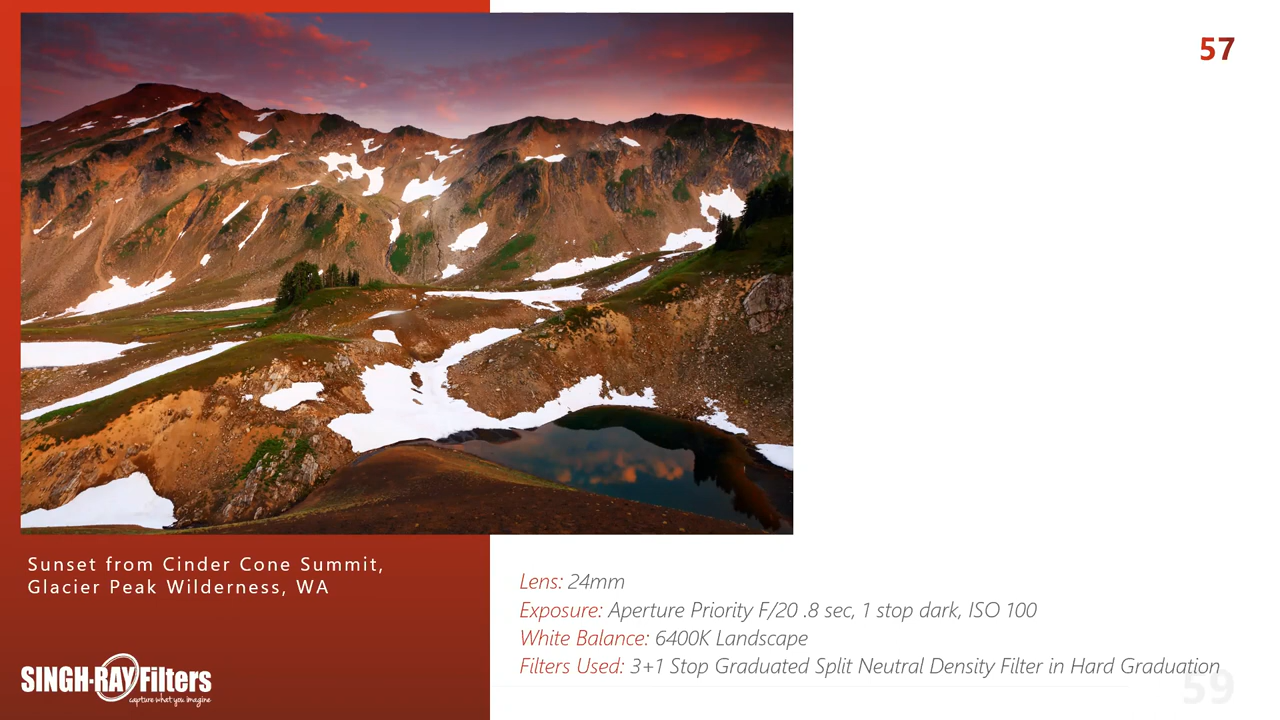 57
Sunset from Cinder Cone Summit,
Glacier Peak Wilderness, WA
Lens: 24mm
Exposure: Aperture Priority F/20 .8 sec, 1 stop dark, ISO 100
White Balance: 6400K Landscape
Filters Used: 3+1 Stop Graduated Split Neutral Density Filter in Hard Graduation
SINGH-RAY Filters
capture what you imagine
59